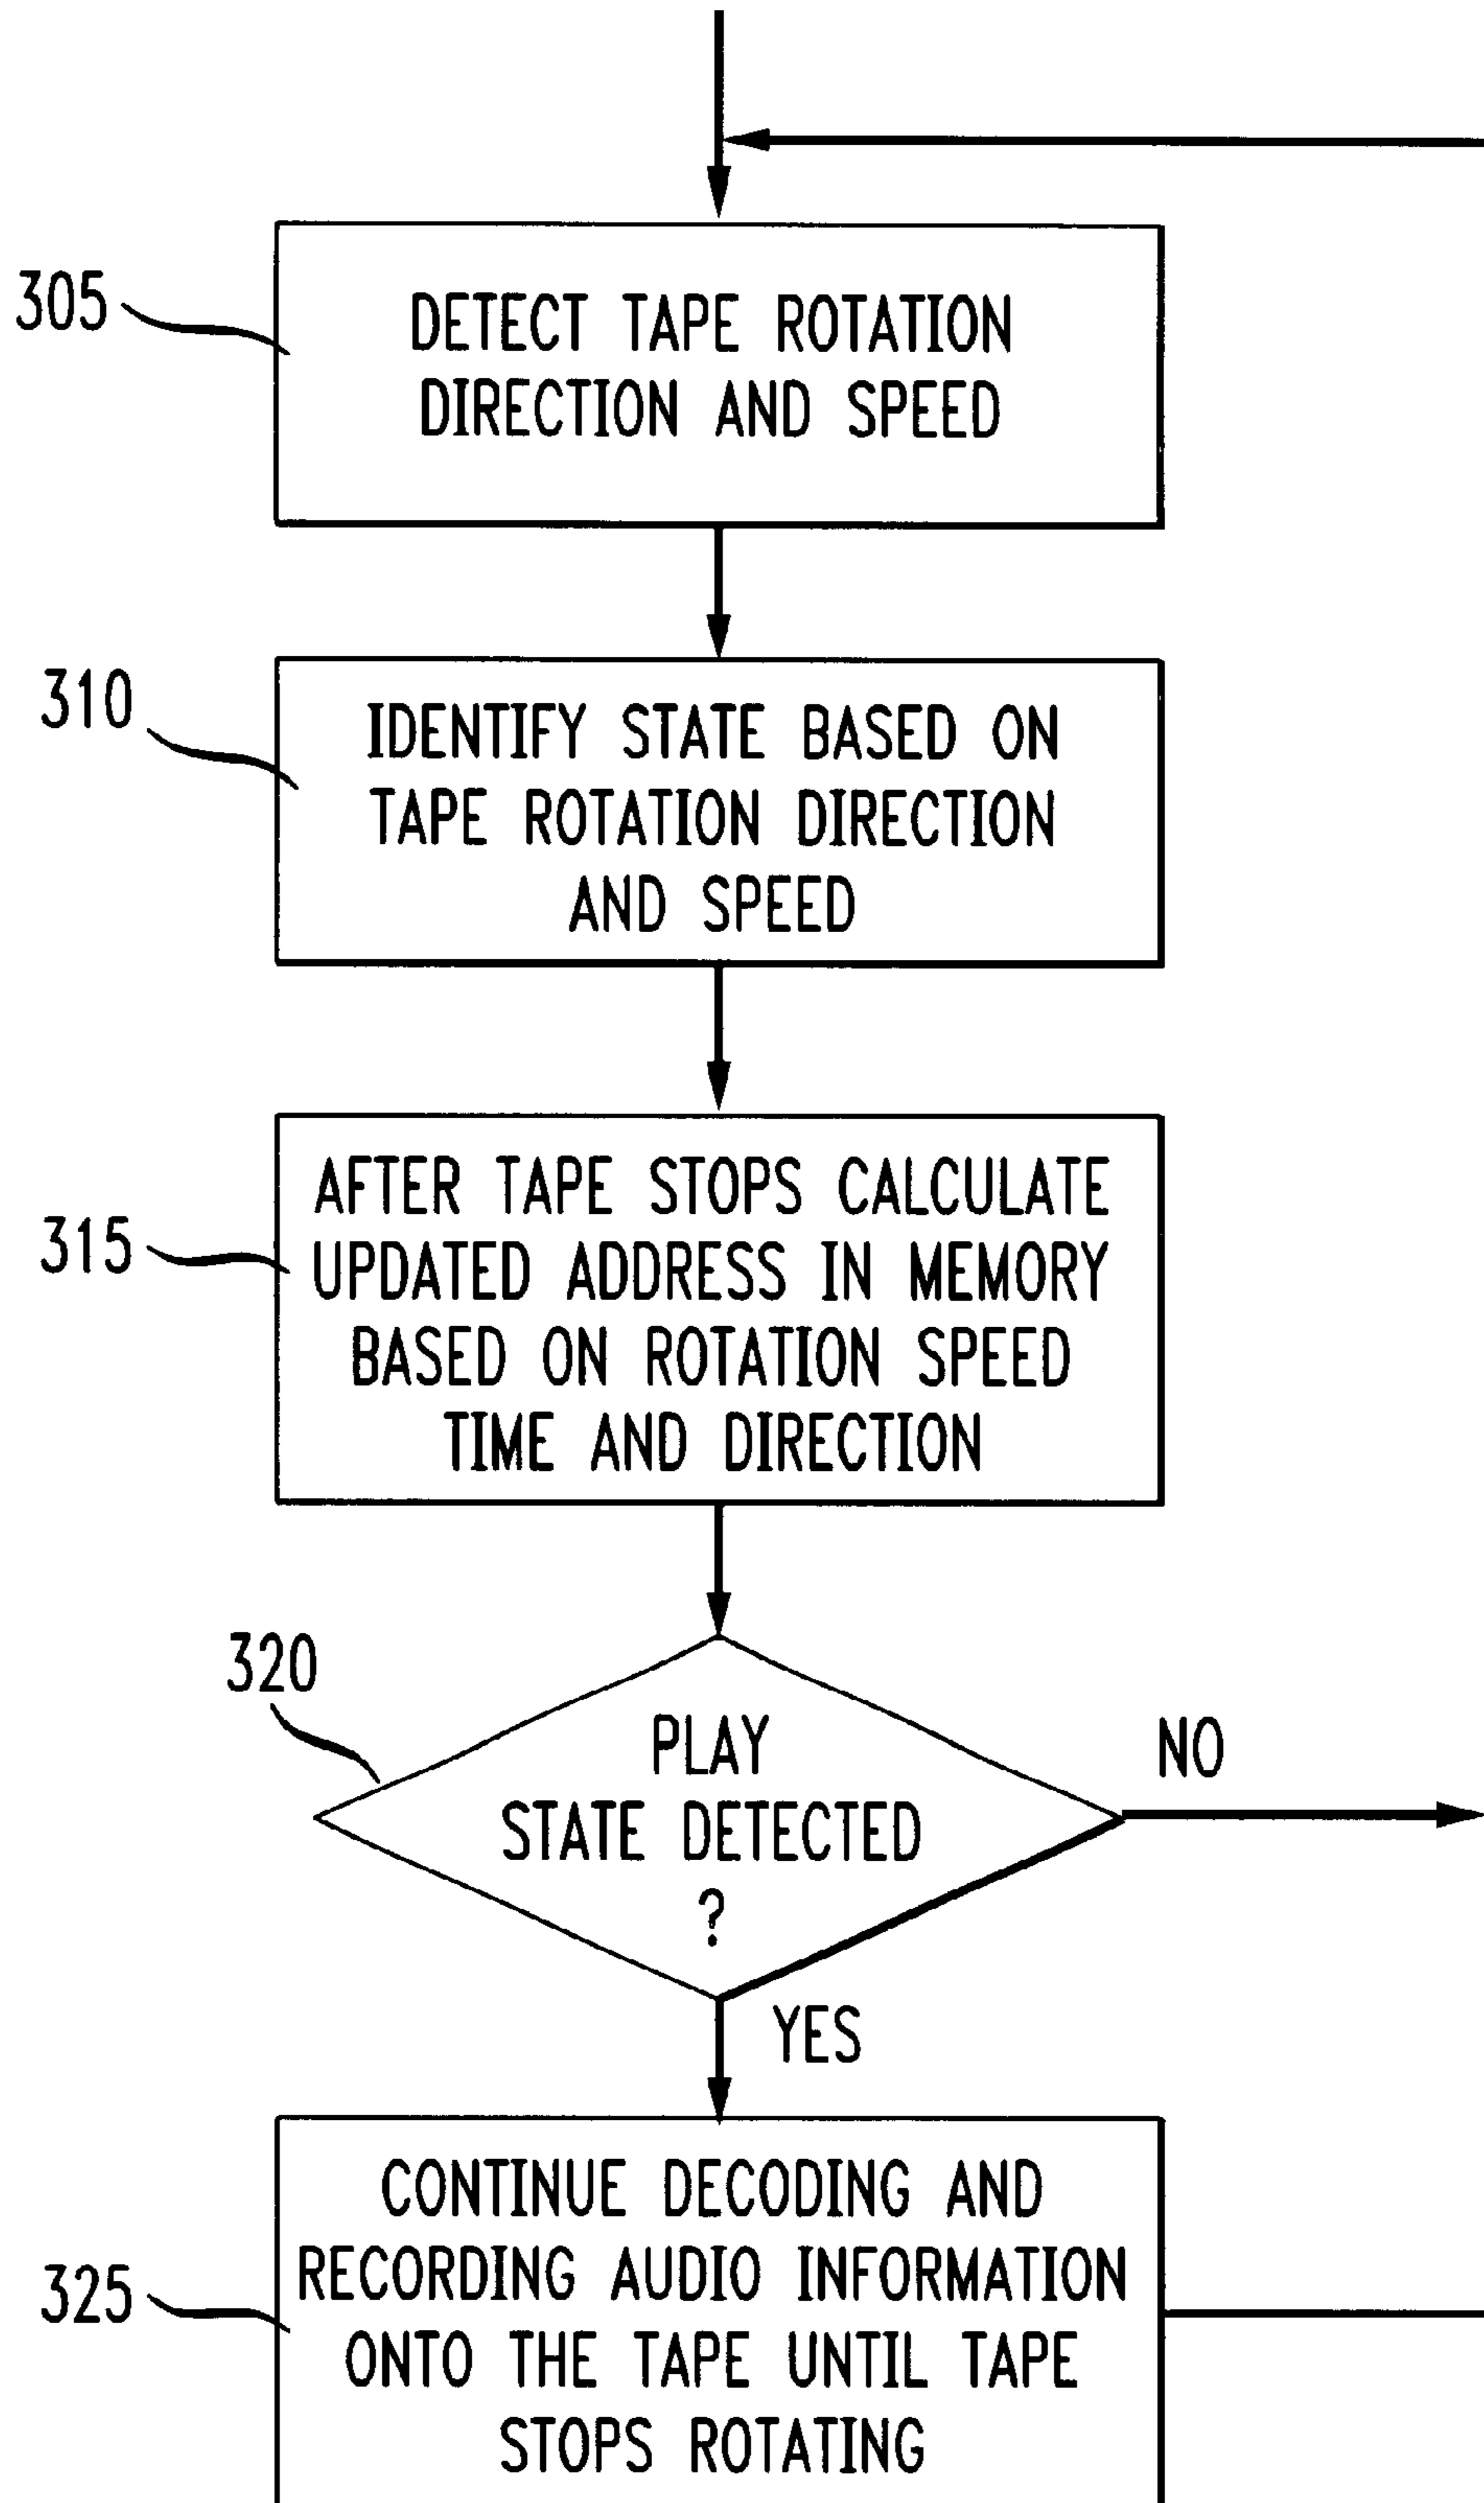 305
DETECT TAPE ROTATION
DIRECTION AND SPEED
310
IDENTIFY STATE BASED ON
TAPE ROTATION DIRECTION
AND SPEED
315
AFTER TAPE STOPS CALCULATE
UPDATED ADDRESS IN MEMORY
BASED ON ROTATION SPEED
TIME AND DIRECTION
320
PLAY
STATE DETECTED
?
NO
YES
325
CONTINUE DECODING AND
RECORDING AUDIO INFORMATION
ONTO THE TAPE UNTIL TAPE
STOPS ROTATING